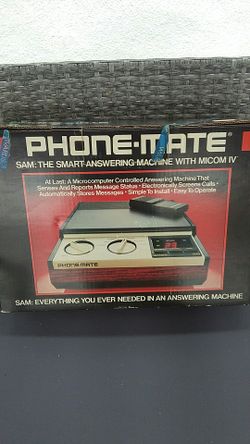 PHONE-MATE®
SAM: THE SMART ANSWERING MACHINE WITH MICOM IV
At Last: A Microcomputer Controlled Answering Machine That
Senses And Reports Message Status • Electronically Screens Calls •
Automatically Stores Messages • Simple To Install • Easy To Operate
PHONE-MATE
SAM: EVERYTHING YOU EVER NEEDED IN AN ANSWERING MACHINE